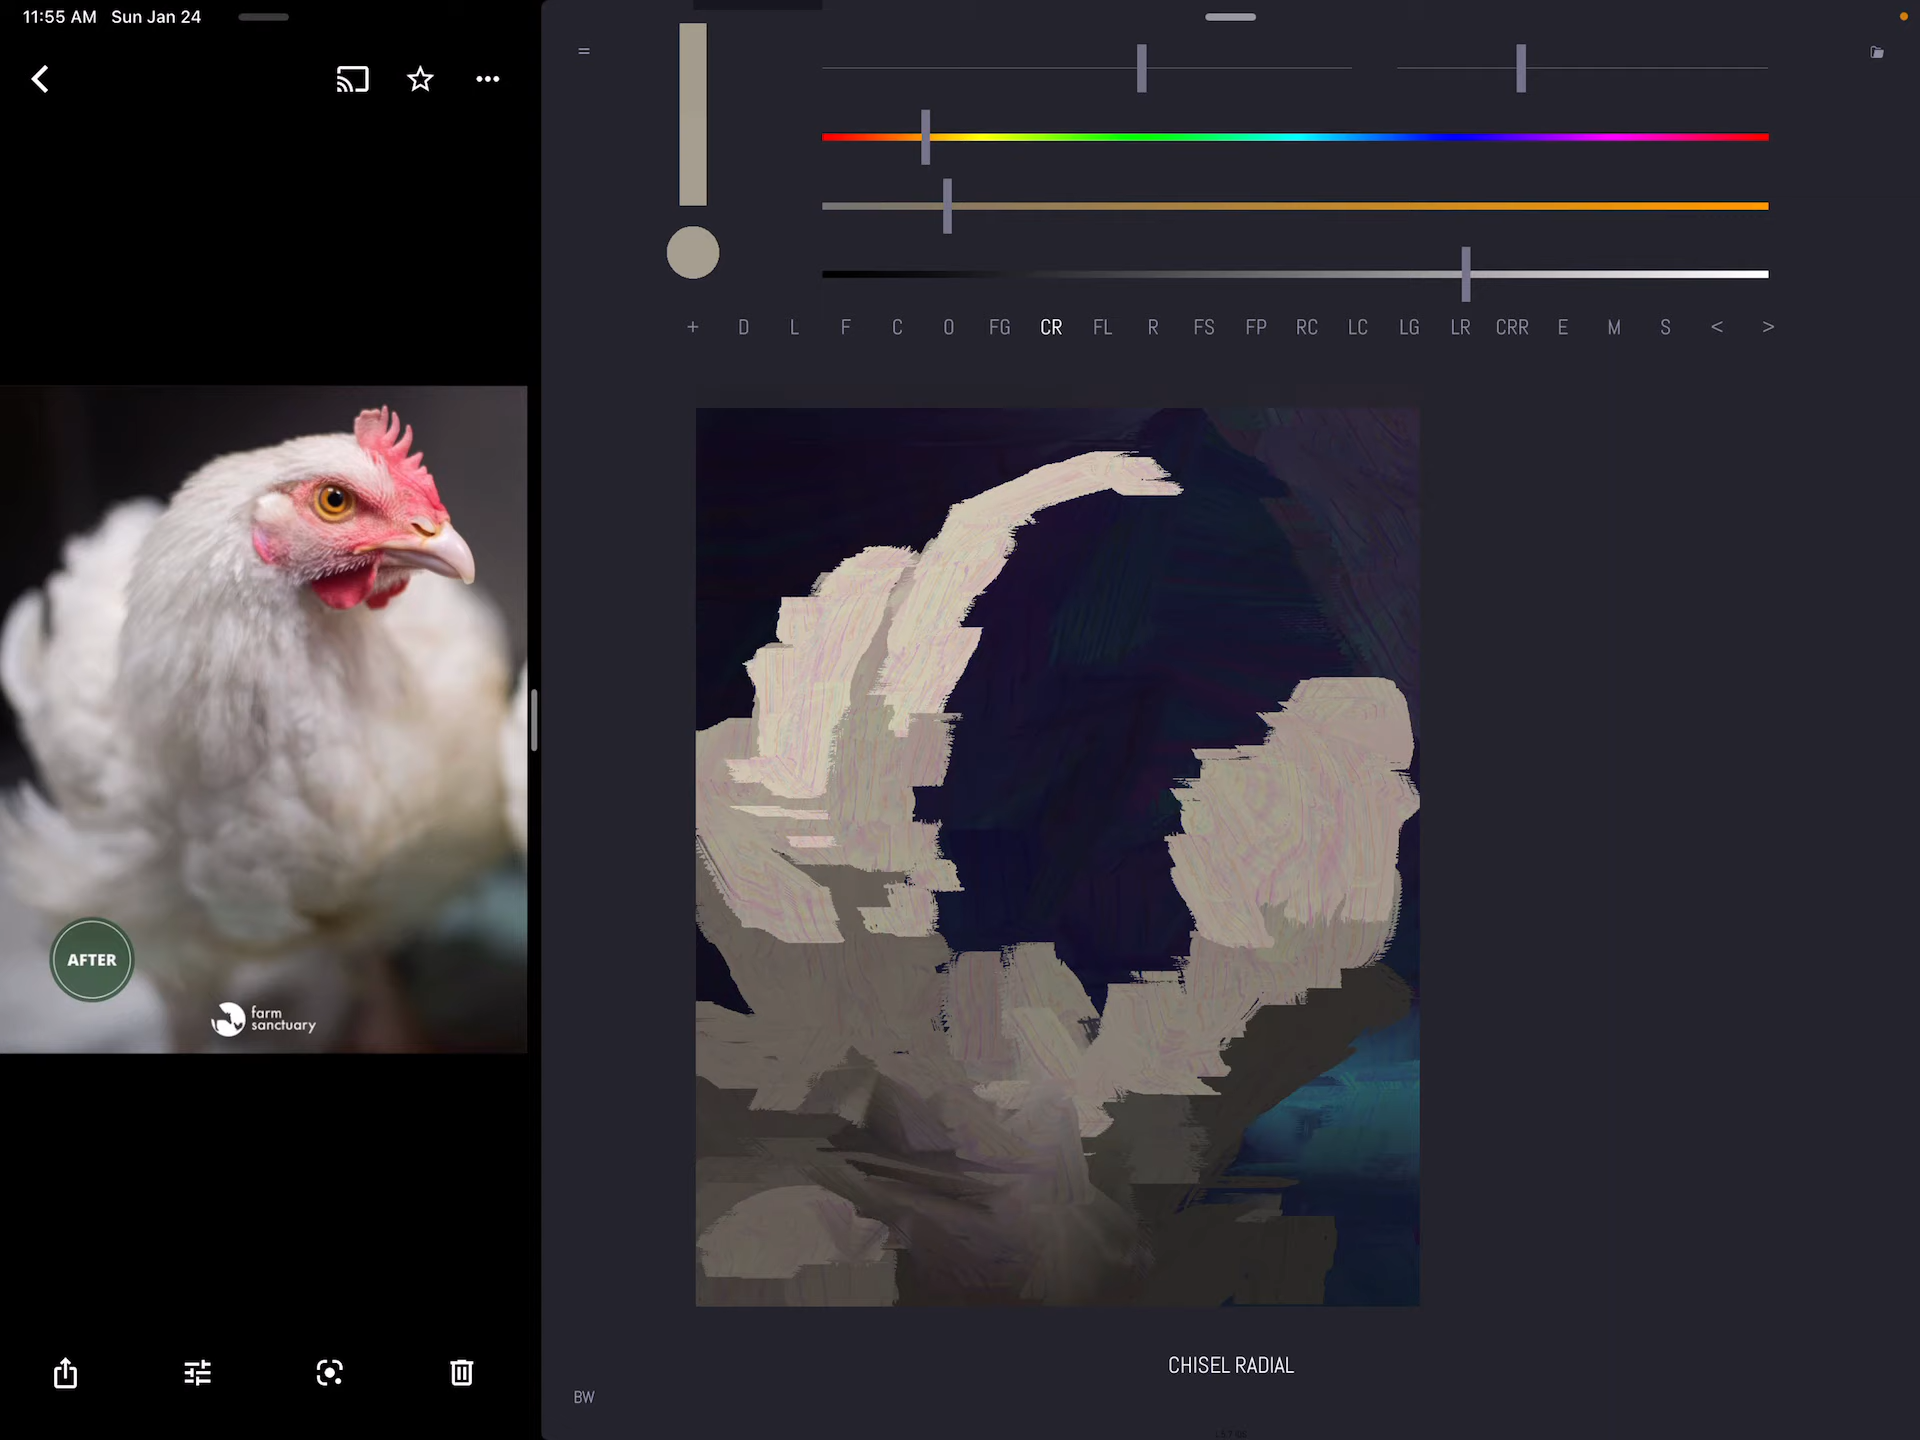 11:55 AM Sun Jan 24
+ D L F C O FG CR FL R FS FP RC LC LG LR CRR E M S < >
AFTER
farm
sanctuary
CHISEL RADIAL
BW